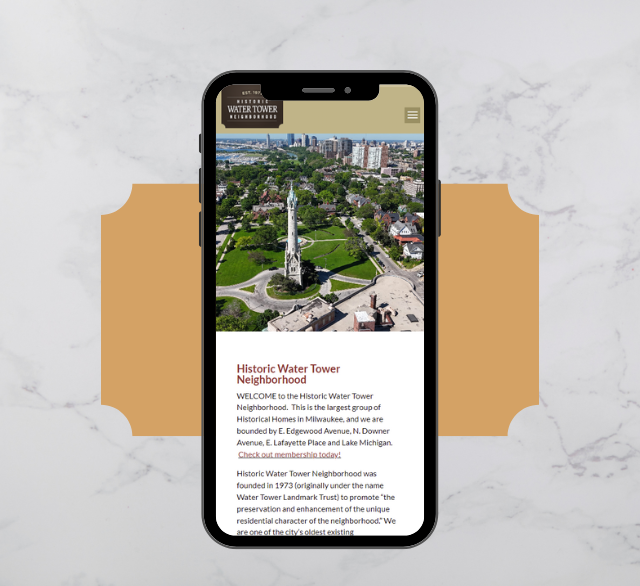 EST. 197
HISTORIC
WATER TOWER
NEIGHBORHOOD
Historic Water Tower
Neighborhood
WELCOME to the Historic Water Tower
Neighborhood. This is the largest group of
Historical Homes in Milwaukee, and we are
bounded by E. Edgewood Avenue, N. Downer
Avenue, E. Lafayette Place and Lake Michigan.
Check out membership today!
Historic Water Tower Neighborhood was
founded in 1973 (originally under the name
Water Tower Landmark Trust) to promote “the
preservation and enhancement of the unique
residential character of the neighborhood.” We
are one of the city’s oldest existing